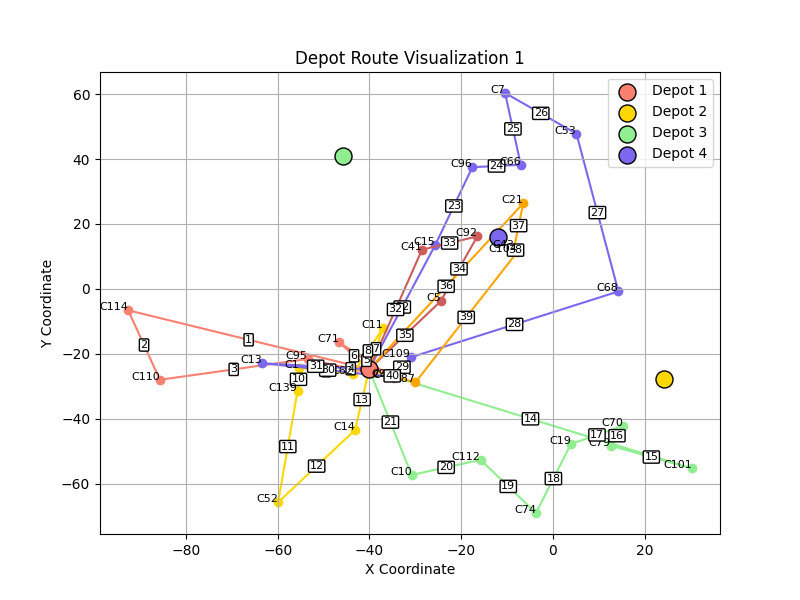 Depot Route Visualization 1
Depot 1
Depot 2
Depot 3
Depot 4
Y Coordinate
60
40
20
0
−20
−40
−60
C7
26
C53
25
C96
24
C66
C21
23
27
37
C92
C15
33
C41
38
34
36
C5
C68
32
C114
28
39
C11
35
1
C71
2
7
8
6
C95
C109
C13
31
29
3
30
C110
10
40
C139
13
C14
21
14
C70
17
16
C19
11
15
C112
C101
12
20
C10
18
19
C52
C74
−80
−60
−40
−20
0
20
X Coordinate